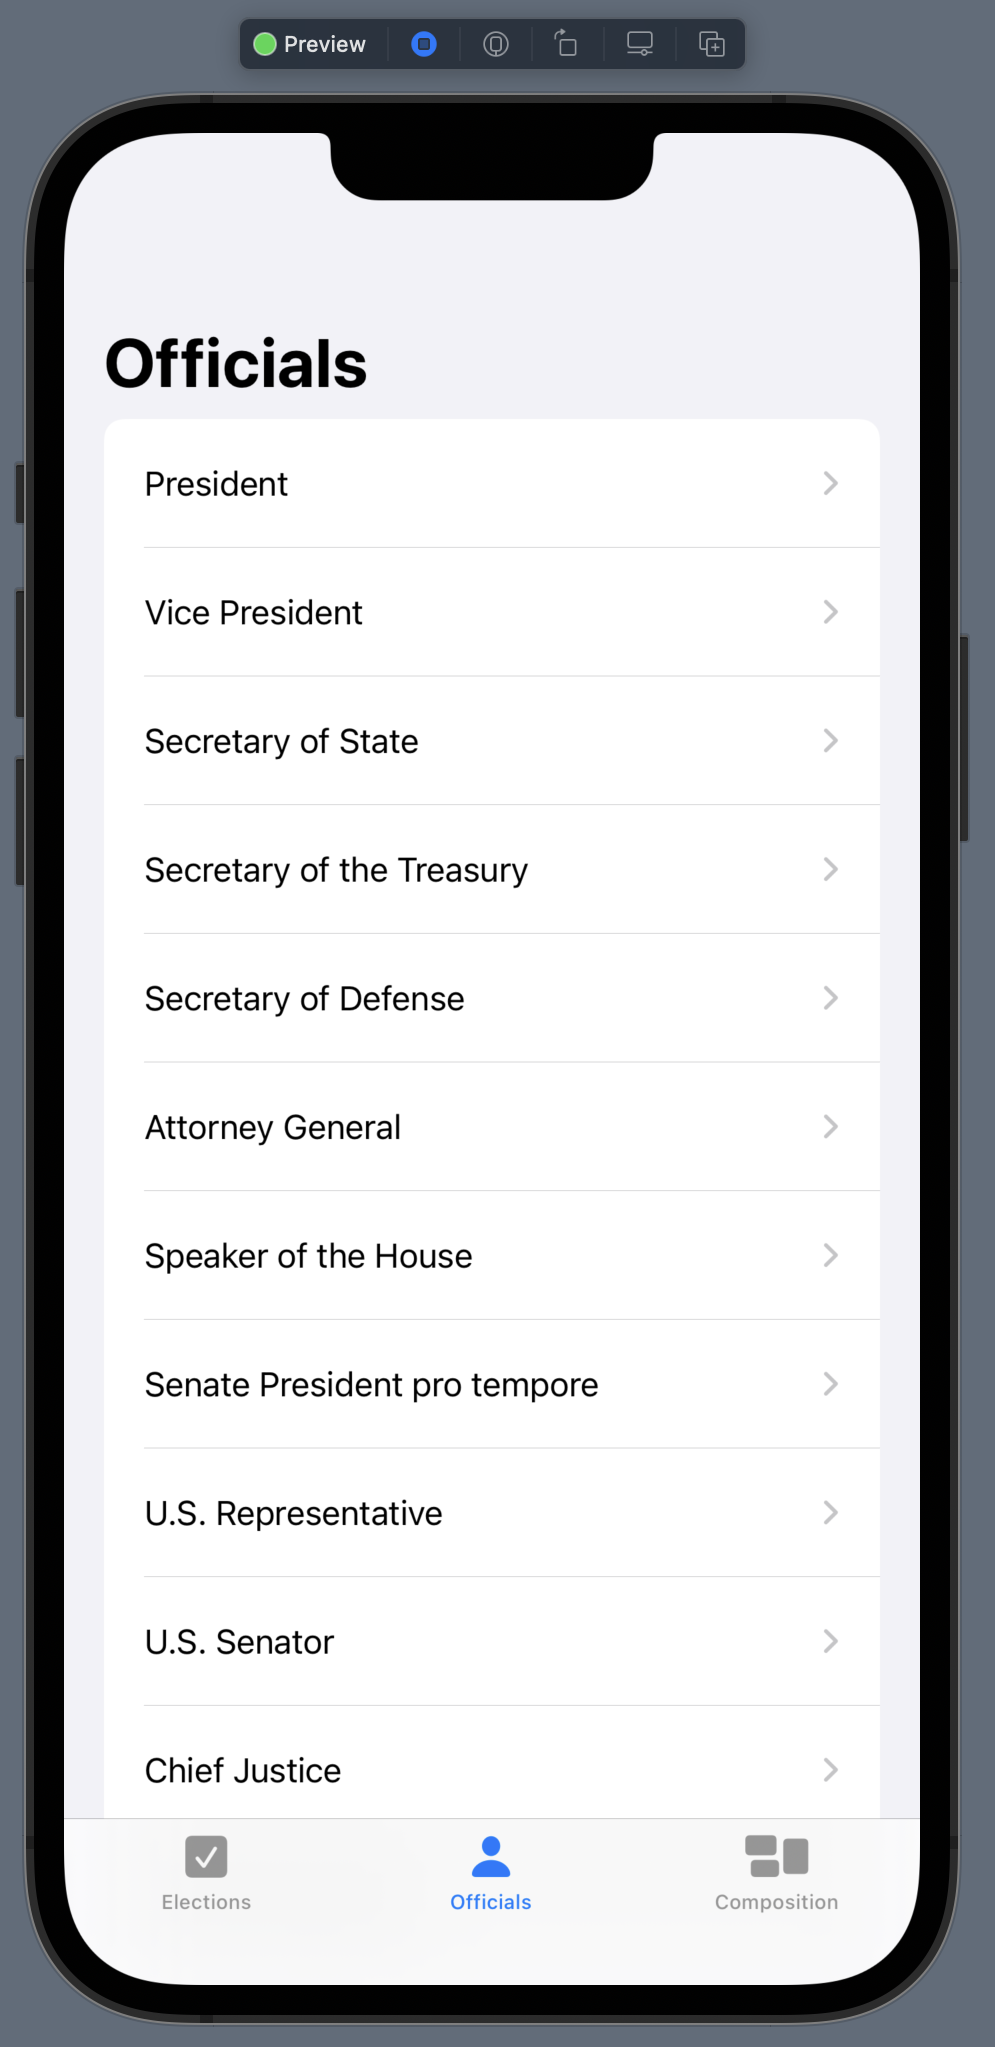 Preview
Officials
President
Vice President
Secretary of State
Secretary of the Treasury
Secretary of Defense
Attorney General
Speaker of the House
Senate President pro tempore
U.S. Representative
U.S. Senator
Chief Justice
Elections
Officials
Composition